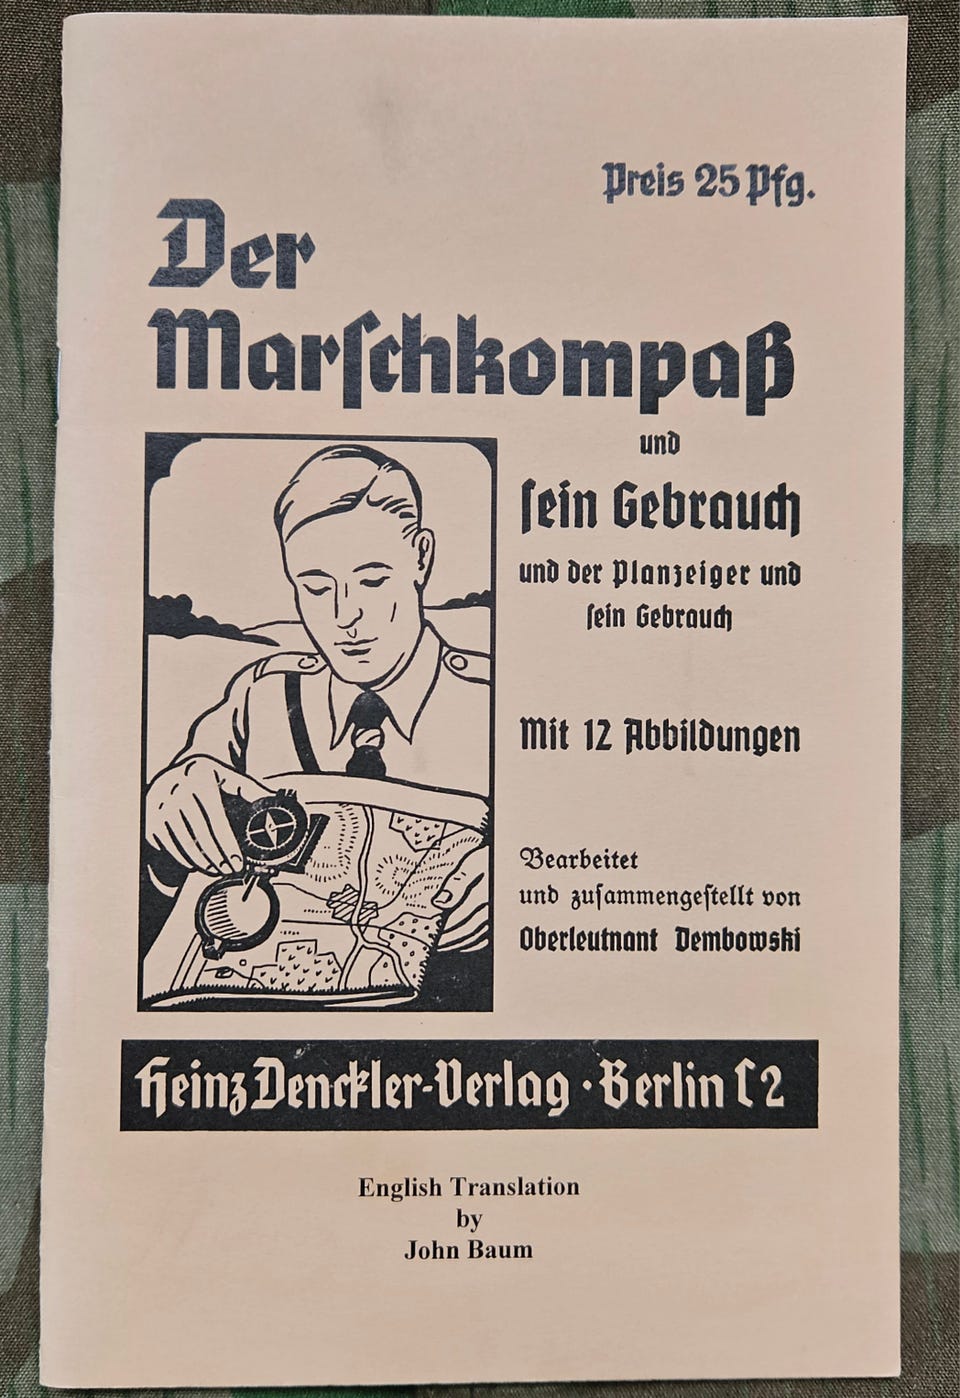 Preis 25 Pfg.
Der
Marſchkompaß
und
ſein Gebrauch
und der Planzeiger und
ſein Gebrauch
Mit 12 Abbildungen
Bearbeitet
und zuſammengeſtellt von
Oberleutnant Dembowski
Heinz Denckler-Verlag · Berlin C 2
English Translation
by
John Baum